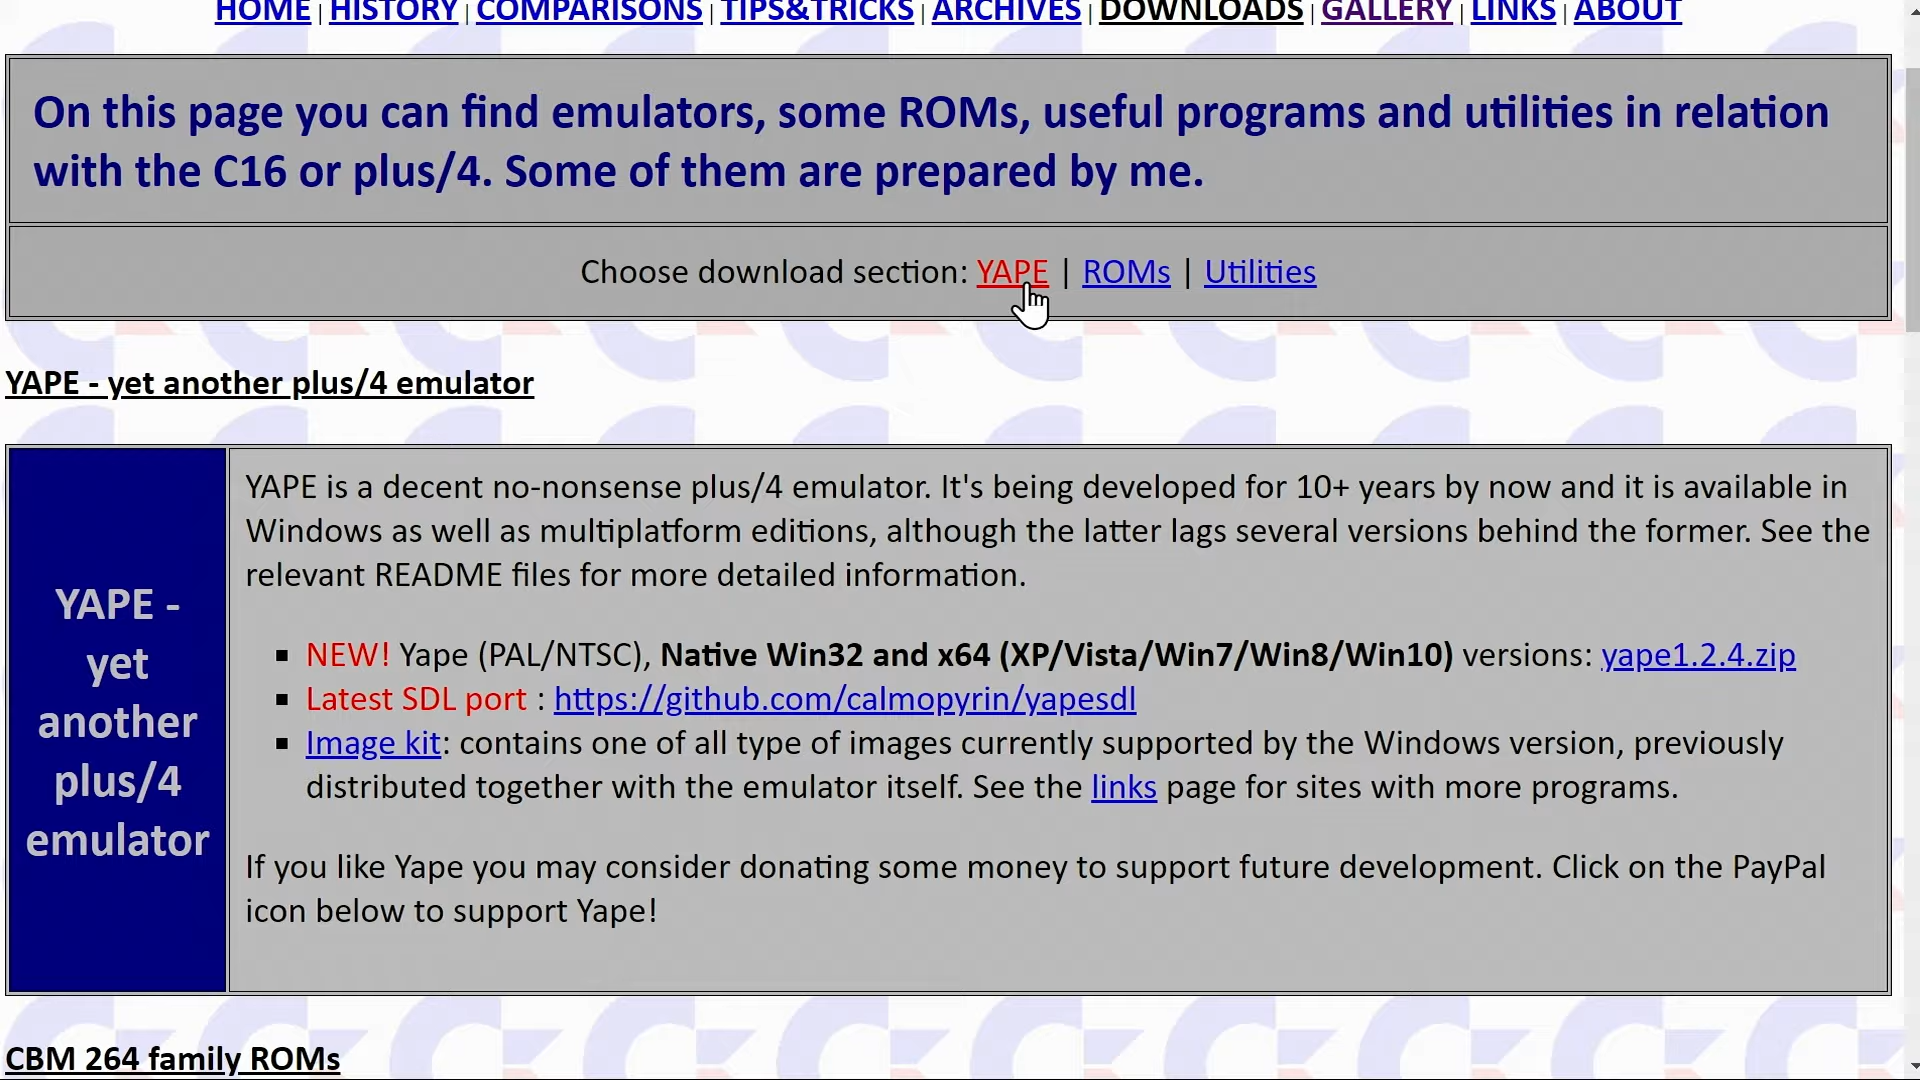 HOME | HISTORY | COMPARISONS | TIPS&TRICKS | ARCHIVES | DOWNLOADS | GALLERY | LINKS | ABOUT
On this page you can find emulators, some ROMs, useful programs and utilities in relation
with the C16 or plus/4. Some of them are prepared by me.
Choose download section: YAPE | ROMs | Utilities
YAPE - yet another plus/4 emulator
YAPE -
yet
another
plus/4
emulator
YAPE is a decent no-nonsense plus/4 emulator. It's being developed for 10+ years by now and it is available in
Windows as well as multiplatform editions, although the latter lags several versions behind the former. See the
relevant README files for more detailed information.
▪ NEW! Yape (PAL/NTSC), Native Win32 and x64 (XP/Vista/Win7/Win8/Win10) versions: yape1.2.4.zip
▪ Latest SDL port : https://github.com/calmopyrin/yapesdl
▪ Image kit: contains one of all type of images currently supported by the Windows version, previously
distributed together with the emulator itself. See the links page for sites with more programs.
If you like Yape you may consider donating some money to support future development. Click on the PayPal
icon below to support Yape!
CBM 264 family ROMs